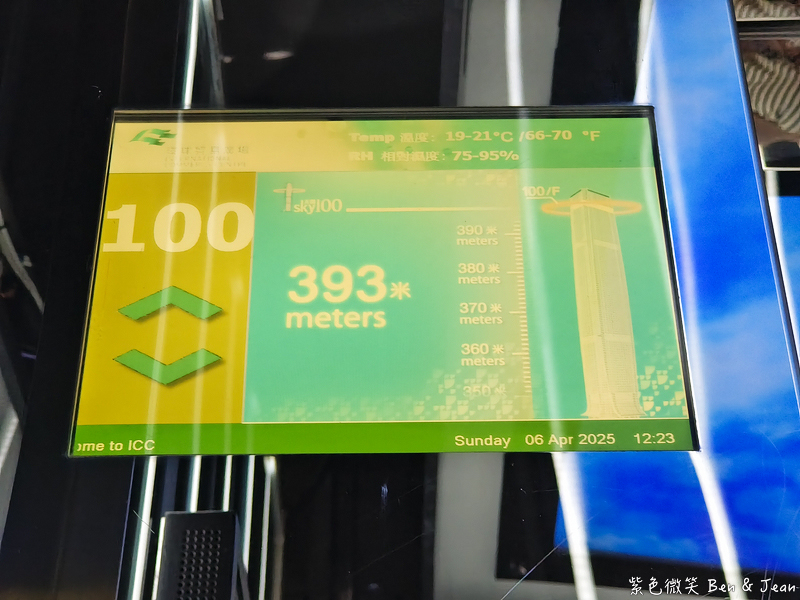 Temp 溫度： 19-21°C /66-70 °F
RH 相對濕度：75-95%
100
sky100
100/F
390 米
meters
380 米
meters
393米
meters
370 米
meters
360 米
meters
350 米
ome to ICC
Sunday 06 Apr 2025 12:23
紫色微笑 Ben & Jean